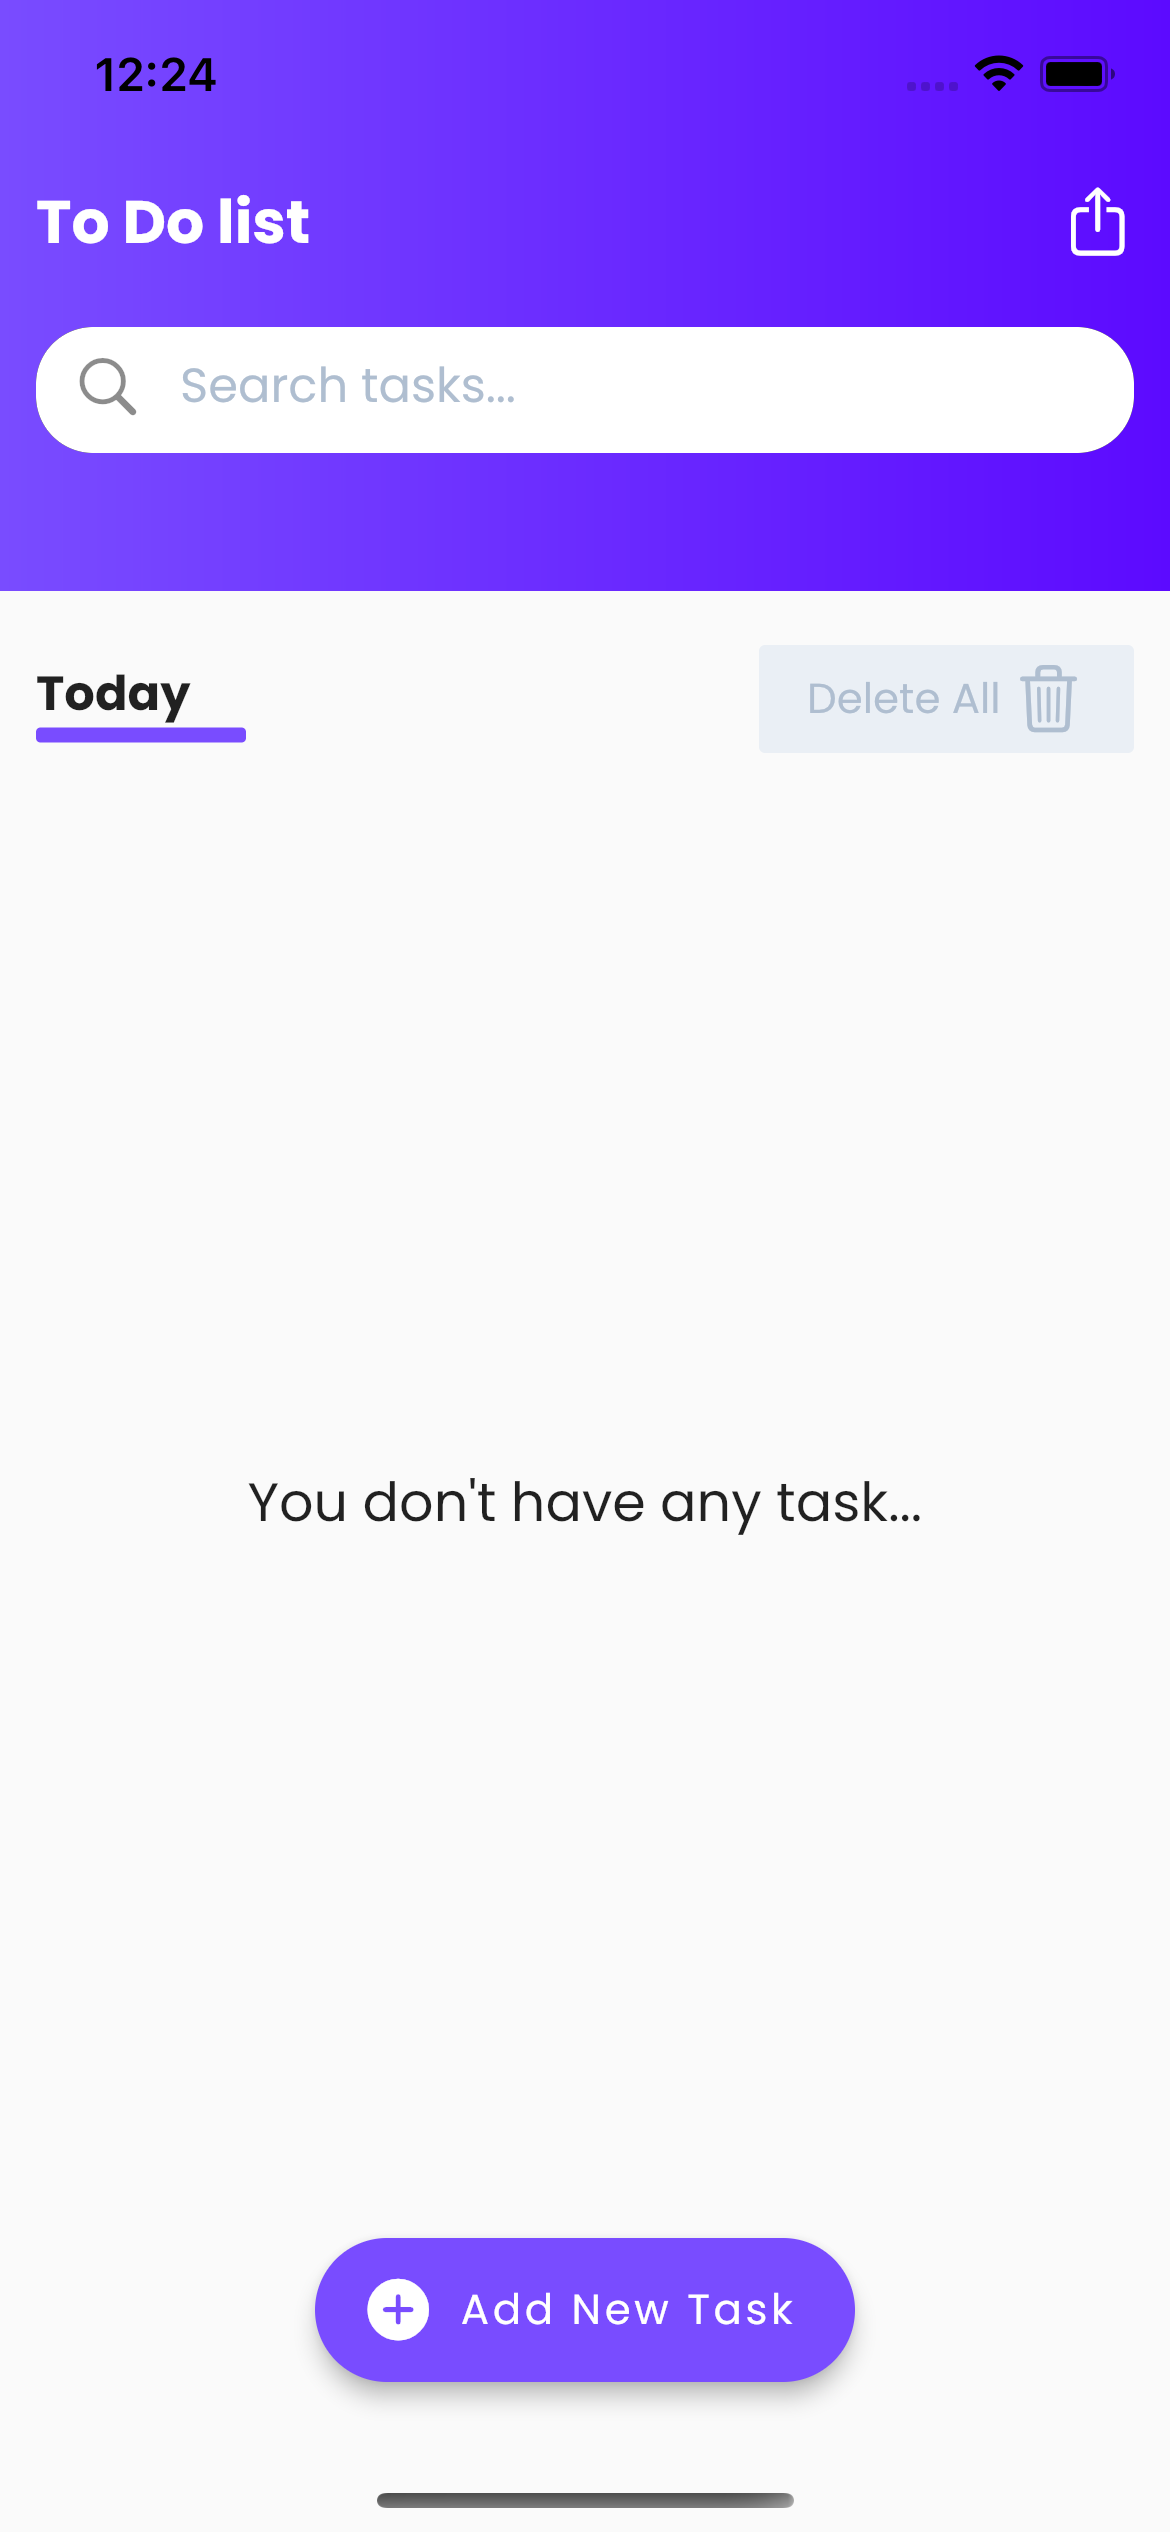 12:24
To Do list
Search tasks...
Today
Delete All
You don't have any task...
Add New Task